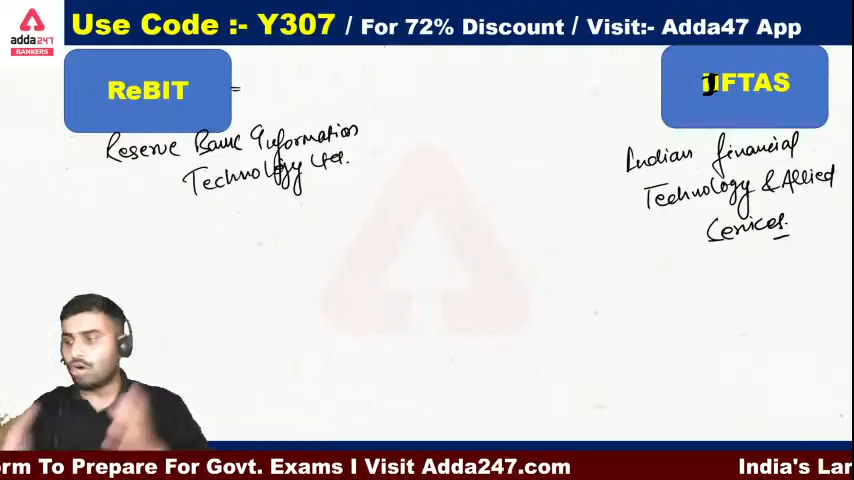 Use Code :- Y307 / For 72% Discount / Visit:- Adda47 App
adda247
BANKERS
ReBIT =
IFTAS
Reserve Bank Information
Technology Ltd.
Indian financial
Technology & Allied
Services.
orm To Prepare For Govt. Exams I Visit Adda247.com
India's Lar